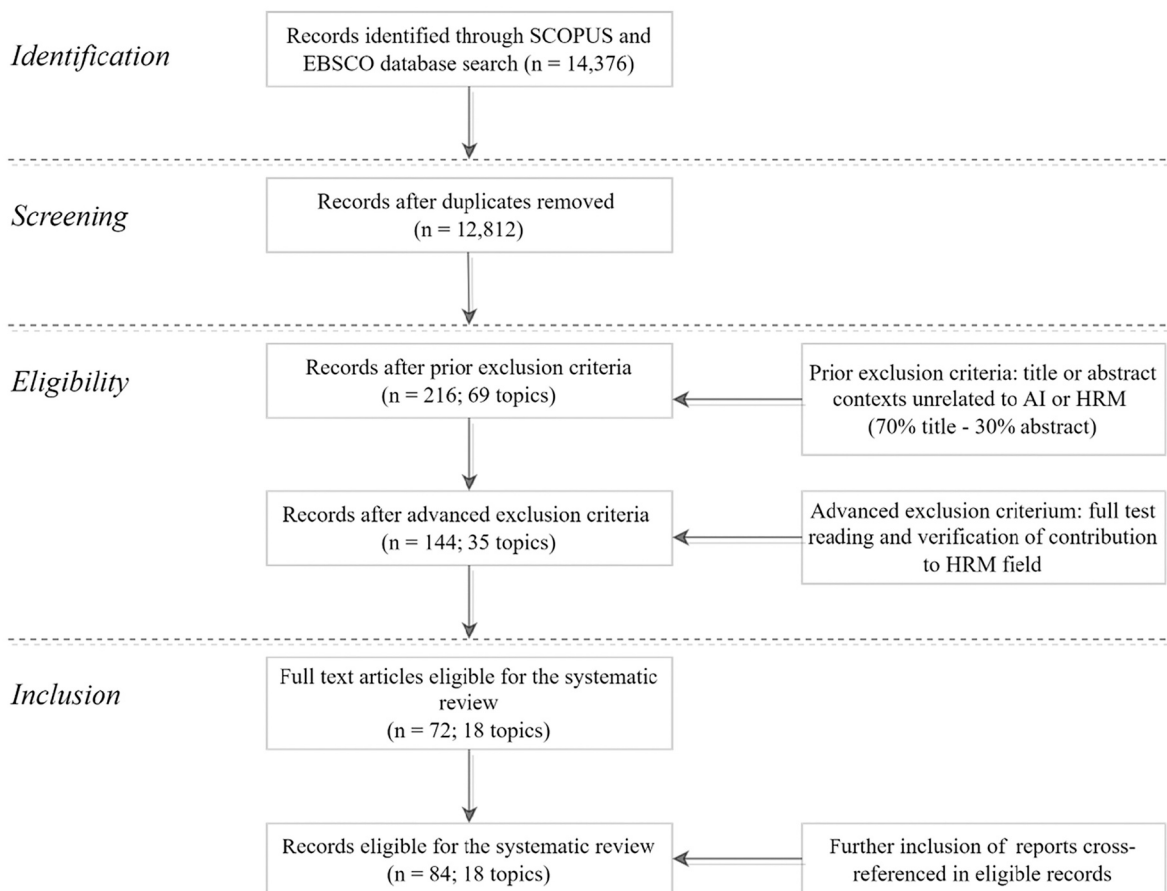 Identification
Records identified through SCOPUS and
EBSCO database search (n = 14,376)
Screening
Records after duplicates removed
(n = 12,812)
Eligibility
Records after prior exclusion criteria
(n = 216; 69 topics)
Prior exclusion criteria: title or abstract
contexts unrelated to AI or HRM
(70% title - 30% abstract)
Records after advanced exclusion criteria
(n = 144; 35 topics)
Advanced exclusion criterium: full test
reading and verification of contribution
to HRM field
Inclusion
Full text articles eligible for the systematic
review
(n = 72; 18 topics)
Records eligible for the systematic review
(n = 84; 18 topics)
Further inclusion of reports cross-
referenced in eligible records